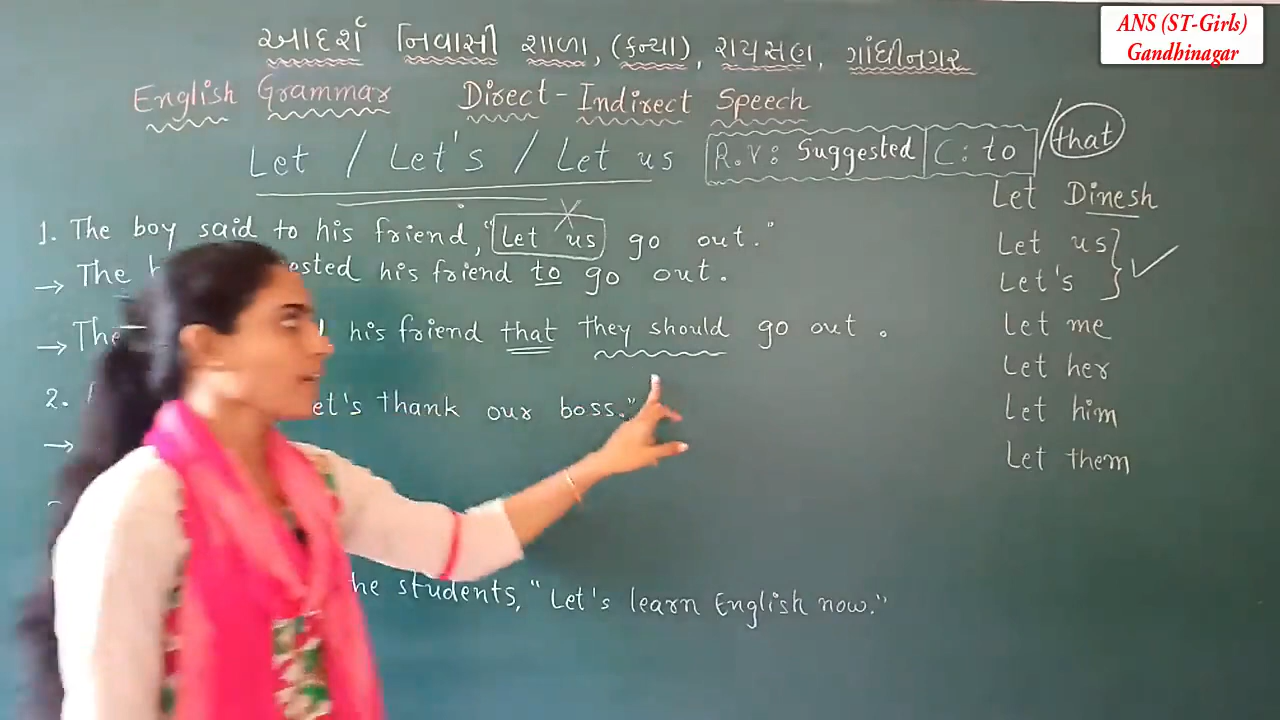 ANS (ST-Girls)
Gandhinagar
આદર્શ નિવાસી શાળા, (કન્યા), રાયસણ, ગાંધીનગર
English Grammar Direct-Indirect Speech
Let / Let's / Let us R.V: Suggested C: to / that
1. The boy said to his friend, "Let us go out."
→ The his friend to go out.
→ The his friend that they should go out.
2. thank our boss."
→
students, "Let's learn English now."
Let Dinesh
Let us
Let's
Let me
Let her
Let him
Let them